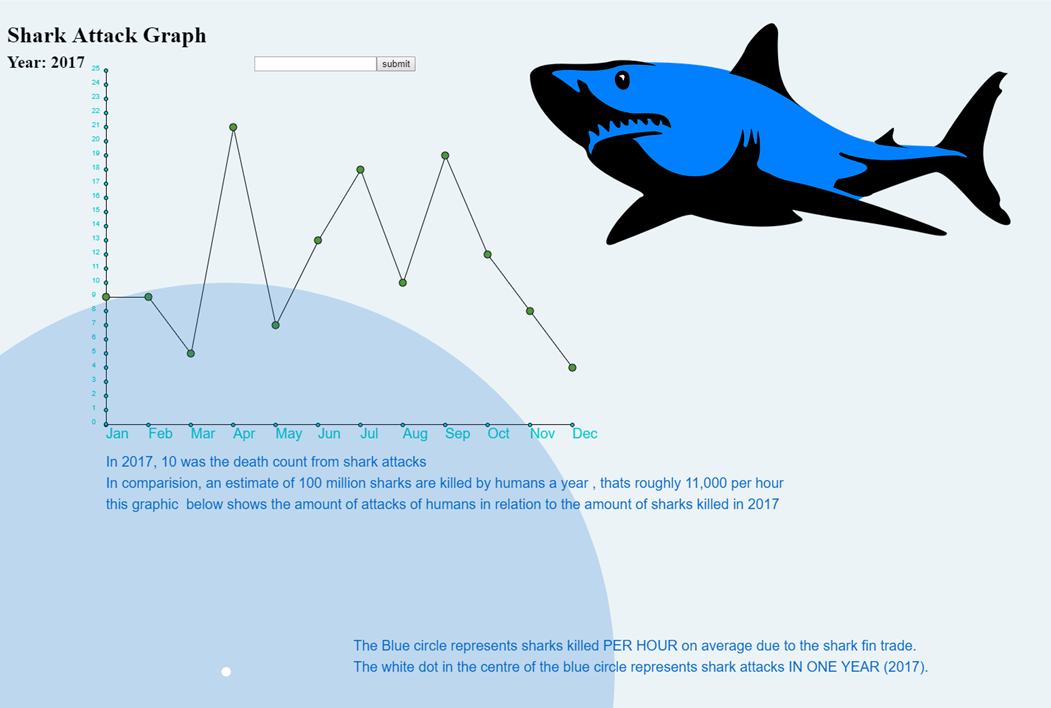 Shark Attack Graph
Year: 2017
submit
25
24
23
22
21
20
19
18
17
16
15
14
13
12
11
10
9
8
7
6
5
4
3
2
1
0
Jan Feb Mar Apr May Jun Jul Aug Sep Oct Nov Dec
In 2017, 10 was the death count from shark attacks
In comparision, an estimate of 100 million sharks are killed by humans a year , thats roughly 11,000 per hour
this graphic  below shows the amount of attacks of humans in relation to the amount of sharks killed in 2017
The Blue circle represents sharks killed PER HOUR on average due to the shark fin trade.
The white dot in the centre of the blue circle represents shark attacks IN ONE YEAR (2017).